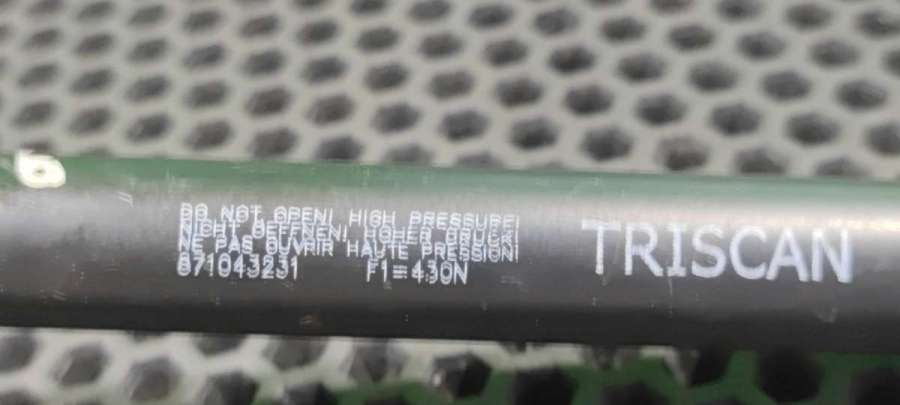 DO NOT OPEN! HIGH PRESSURE!
NICHT OEFFNEN! HOHER DRUCK!
NE PAS OUVRIR HAUTE PRESSION!
871043231 F1=430N
TRISCAN